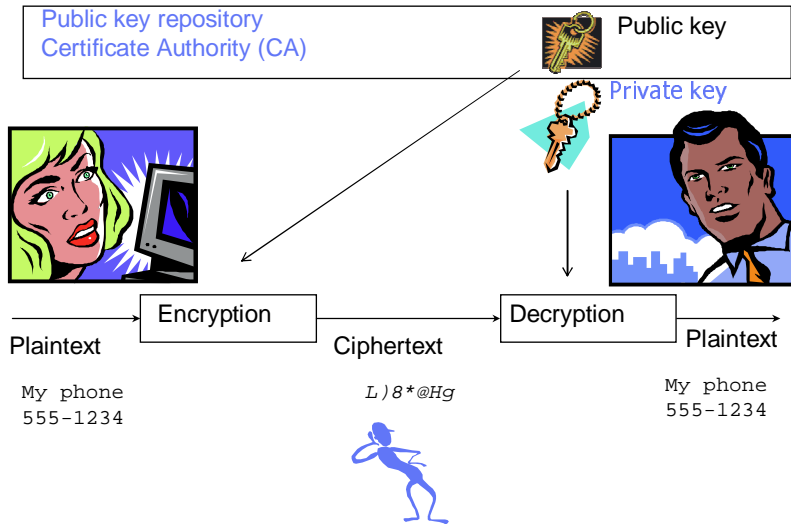 Public key repository
Certificate Authority (CA)
Public key
Private key
Encryption
Decryption
Plaintext
Ciphertext
Plaintext
My phone
555-1234
L)8*@Hg
My phone
555-1234